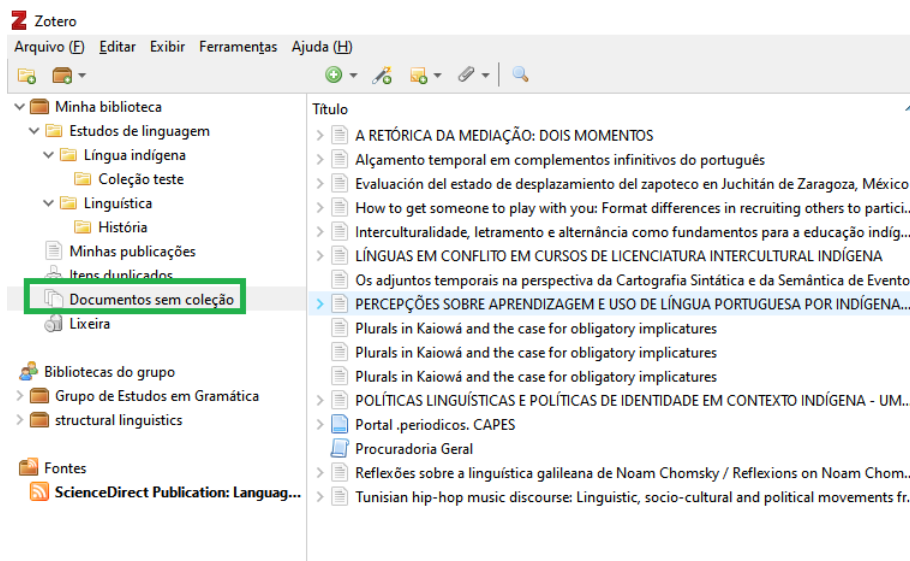 Zotero
Arquivo (F) Editar Exibir Ferramentas Ajuda (H)
Minha biblioteca
Estudos de linguagem
Língua indígena
Coleção teste
Linguística
História
Minhas publicações
Itens duplicados
Documentos sem coleção
Lixeira
Bibliotecas do grupo
Grupo de Estudos em Gramática
structural linguistics
Fontes
ScienceDirect Publication: Languag...
Título
A RETÓRICA DA MEDIAÇÃO: DOIS MOMENTOS
Alçamento temporal em complementos infinitivos do português
Evaluación del estado de desplazamiento del zapoteco en Juchitán de Zaragoza, México
How to get someone to play with you: Format differences in recruiting others to partici...
Interculturalidade, letramento e alternância como fundamentos para a educação indíg...
LÍNGUAS EM CONFLITO EM CURSOS DE LICENCIATURA INTERCULTURAL INDÍGENA
Os adjuntos temporais na perspectiva da Cartografia Sintática e da Semântica de Evento
PERCEPÇÕES SOBRE APRENDIZAGEM E USO DE LÍNGUA PORTUGUESA POR INDÍGENA...
Plurals in Kaiowá and the case for obligatory implicatures
Plurals in Kaiowá and the case for obligatory implicatures
Plurals in Kaiowá and the case for obligatory implicatures
POLÍTICAS LINGUÍSTICAS E POLÍTICAS DE IDENTIDADE EM CONTEXTO INDÍGENA - UM...
Portal .periodicos. CAPES
Procuradoria Geral
Reflexões sobre a linguística galileana de Noam Chomsky / Reflexions on Noam Chom...
Tunisian hip-hop music discourse: Linguistic, socio-cultural and political movements fr...